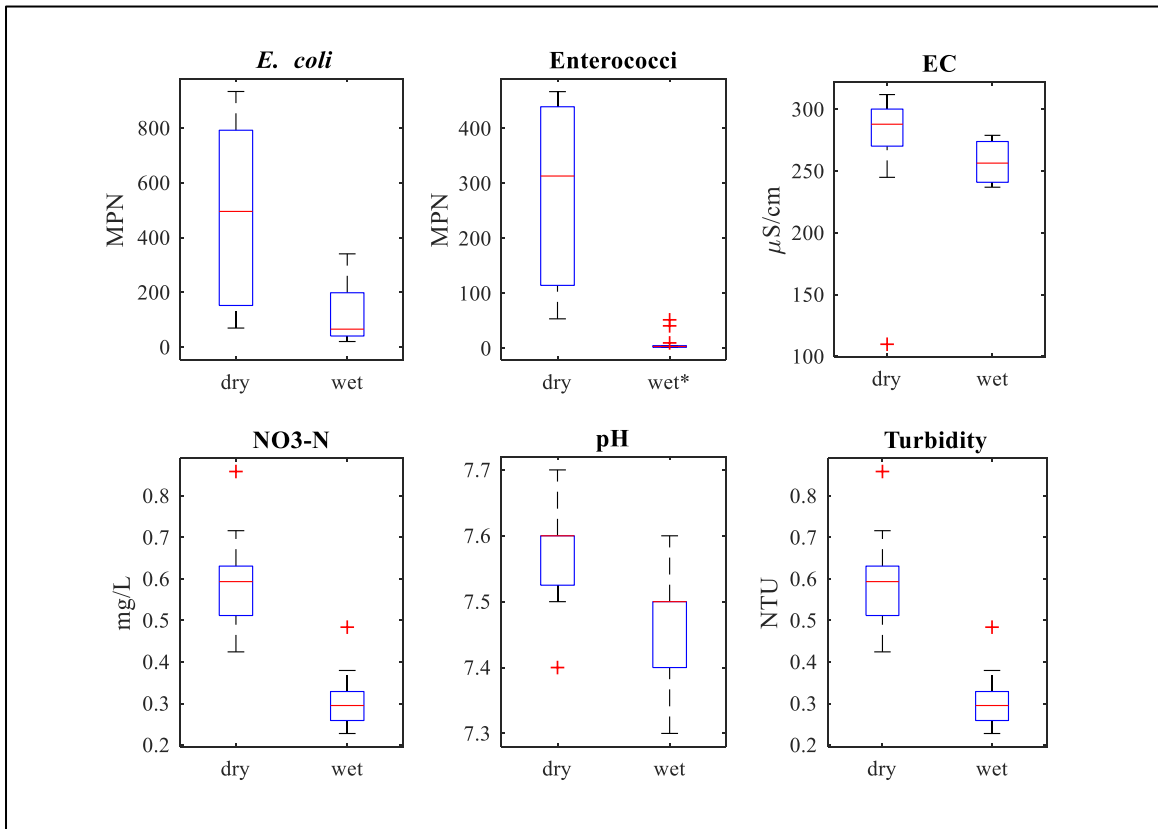 E. coli
MPN
800
600
400
200
0
dry wet
Enterococci
MPN
400
300
200
100
0
dry wet*
EC
µS/cm
300
250
200
150
100
dry wet
NO3-N
mg/L
0.8
0.7
0.6
0.5
0.4
0.3
0.2
dry wet
pH
7.7
7.6
7.5
7.4
7.3
dry wet
Turbidity
NTU
0.8
0.7
0.6
0.5
0.4
0.3
0.2
dry wet